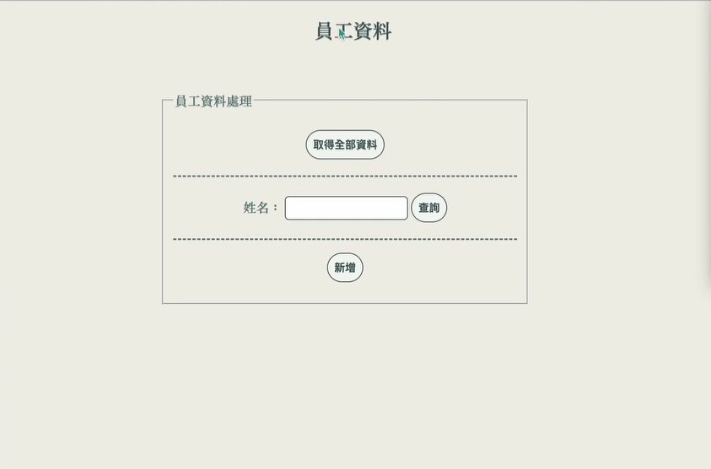 員工資料
員工資料處理
取得全部資料
姓名： 查詢
新增